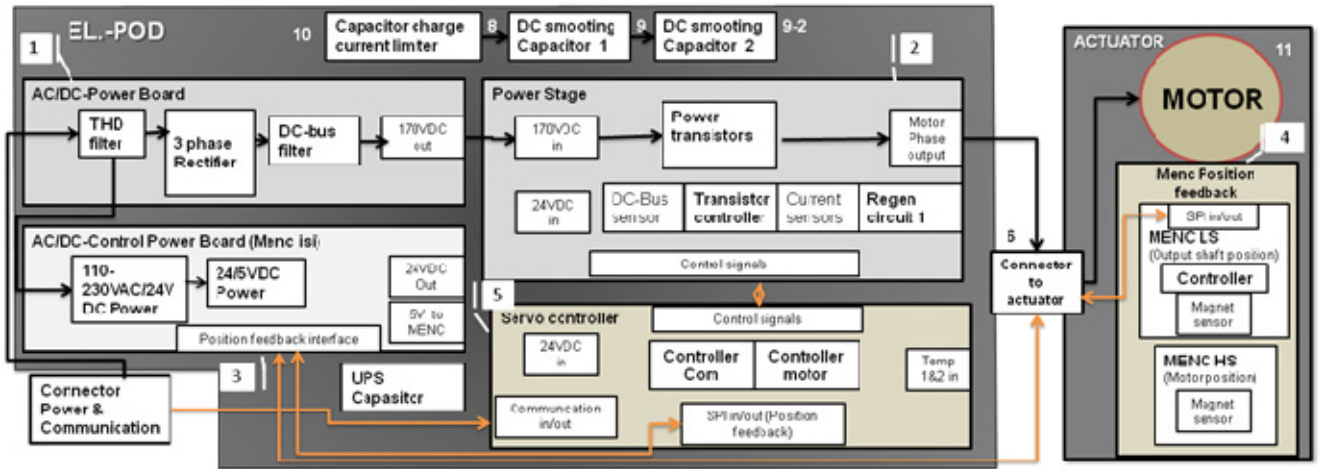 EL.-POD
10
Capacitor charge
current limiter
8
DC smooting
Capacitor 1
9
DC smooting
Capacitor 2
9-2
1
2
AC/DC-Power Board
THD
filter
3 phase
Rectifier
DC-bus
filter
170VDC
out
Power Stage
170VDC
in
Power
transistors
Motor
Phase
output
24VDC
in
DC-Bus
sensor
Transistor
controller
Current
sensors
Regen
circuit 1
Control signals
AC/DC-Control Power Board (Menc isi)
110-
230VAC/24V
DC Power
24/5VDC
Power
24VDC
Out
5V to
MENC
Position feedback interface
3
5
Servo controller
Control signals
24VDC
in
Controller
Com
Controller
motor
Temp
1&2 in
Communication
in/out
SPI in/out (Position
feedback)
UPS
Capasitor
Connector
Power &
Communication
6
Connector
to
actuator
ACTUATOR
11
MOTOR
4
Menc Position
feedback
SPI in/out
MENC LS
(Output shaft position)
Controller
Magnet
sensor
MENC HS
(Motor position)
Magnet
sensor